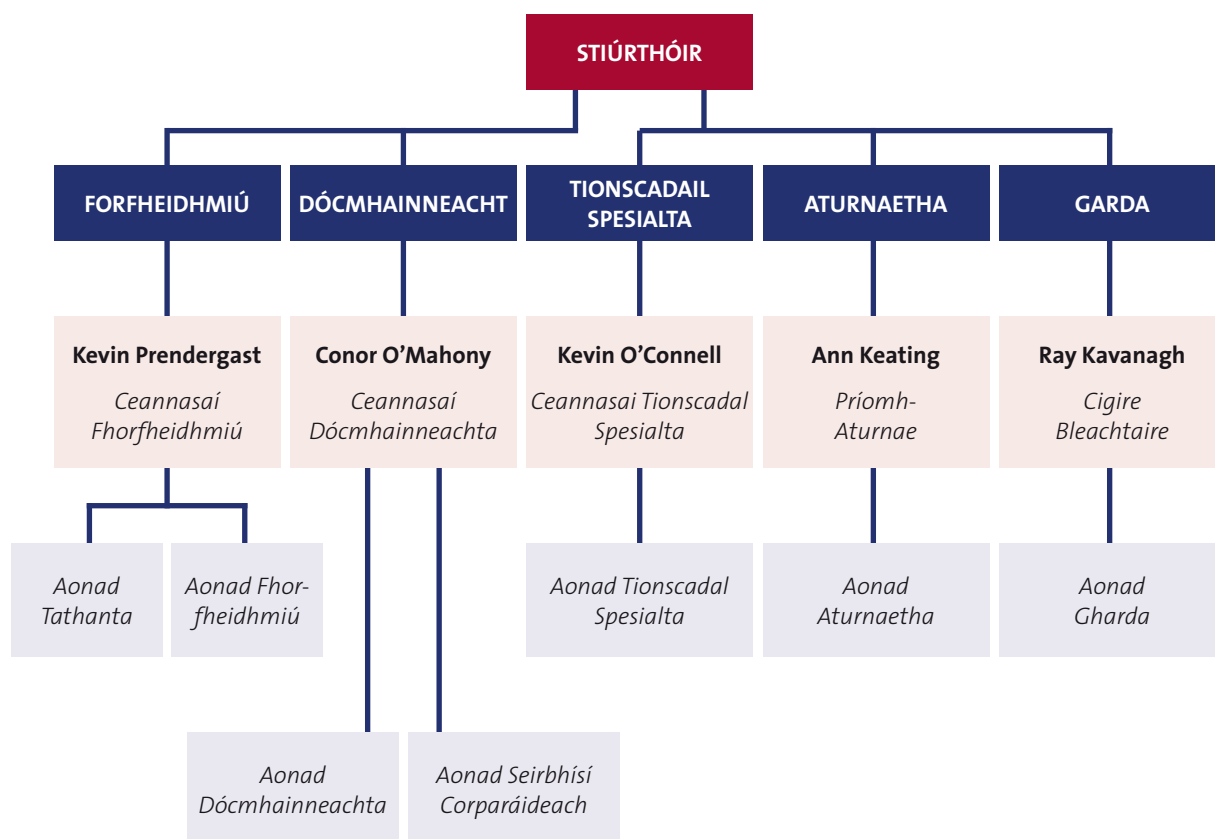 STIÚRTHÓIR
FORFHEIDHMIÚ
DÓCMHAINNEACHT
TIONSCADAIL
SPESIALTA
ATURNAETHA
GARDA
Kevin Prendergast
Ceannasaí
Fhorfheidhmiú
Conor O’Mahony
Ceannasaí
Dócmhainneachta
Kevin O’Connell
Ceannasai Tionscadal
Spesialta
Ann Keating
Príomh-
Aturnae
Ray Kavanagh
Cigire
Bleachtaire
Aonad
Tathanta
Aonad Fhor-
fheidhmiú
Aonad Tionscadal
Spesialta
Aonad
Aturnaetha
Aonad
Gharda
Aonad
Dócmhainneachta
Aonad Seirbhísí
Corparáideach